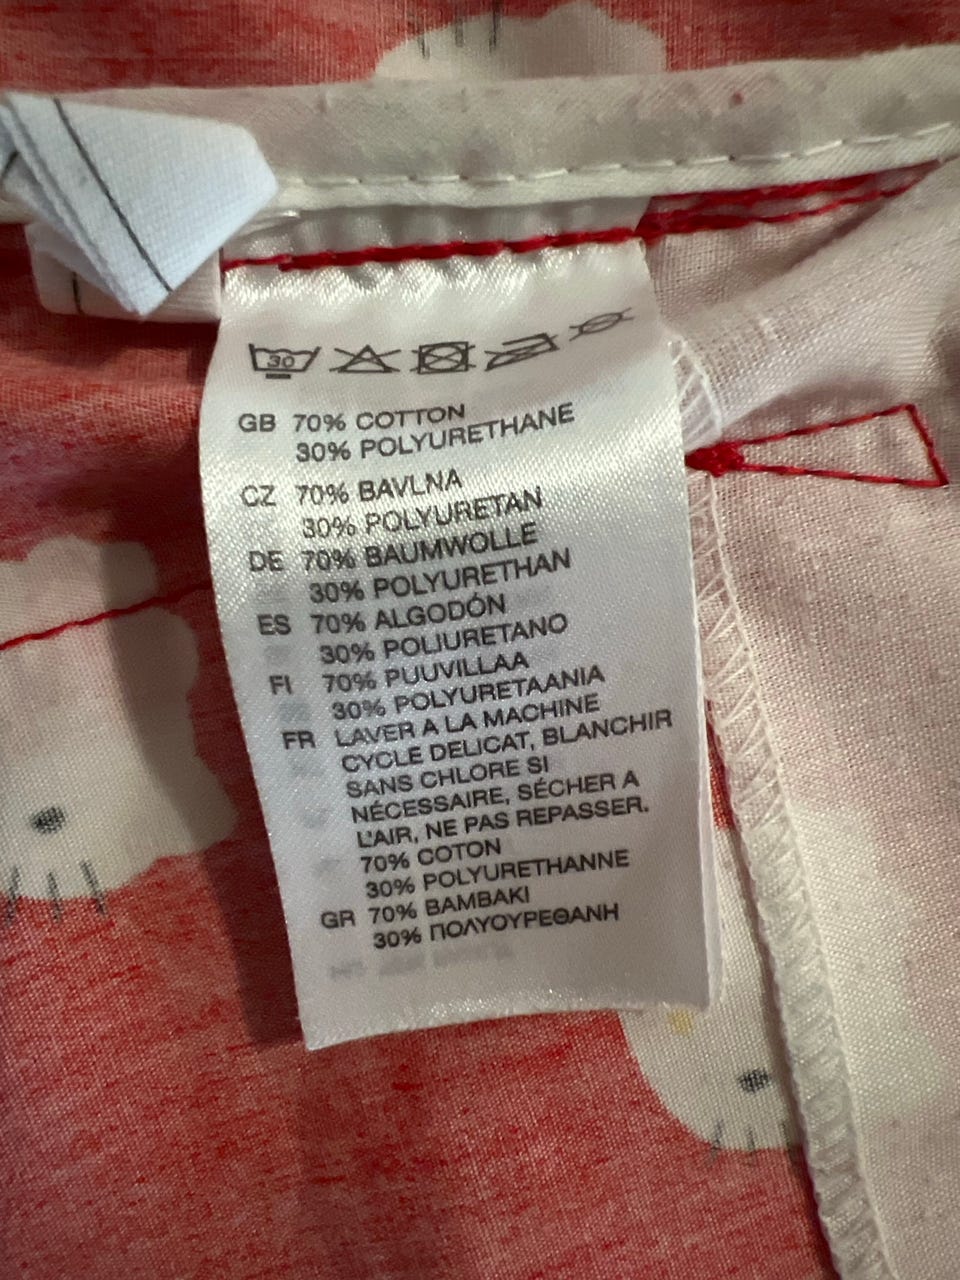 30
GB 70% COTTON
30% POLYURETHANE
CZ 70% BAVLNA
30% POLYURETAN
DE 70% BAUMWOLLE
30% POLYURETHAN
ES 70% ALGODÓN
30% POLIURETANO
FI 70% PUUVILLAA
30% POLYURETAANIA
FR LAVER A LA MACHINE
CYCLE DELICAT, BLANCHIR
SANS CHLORE SI
NÉCESSAIRE, SÉCHER A
L'AIR, NE PAS REPASSER.
70% COTON
30% POLYURETHANNE
GR 70% BAMBAKI
30% ΠΟΛΥΟΥΡΕΘΑΝΗ